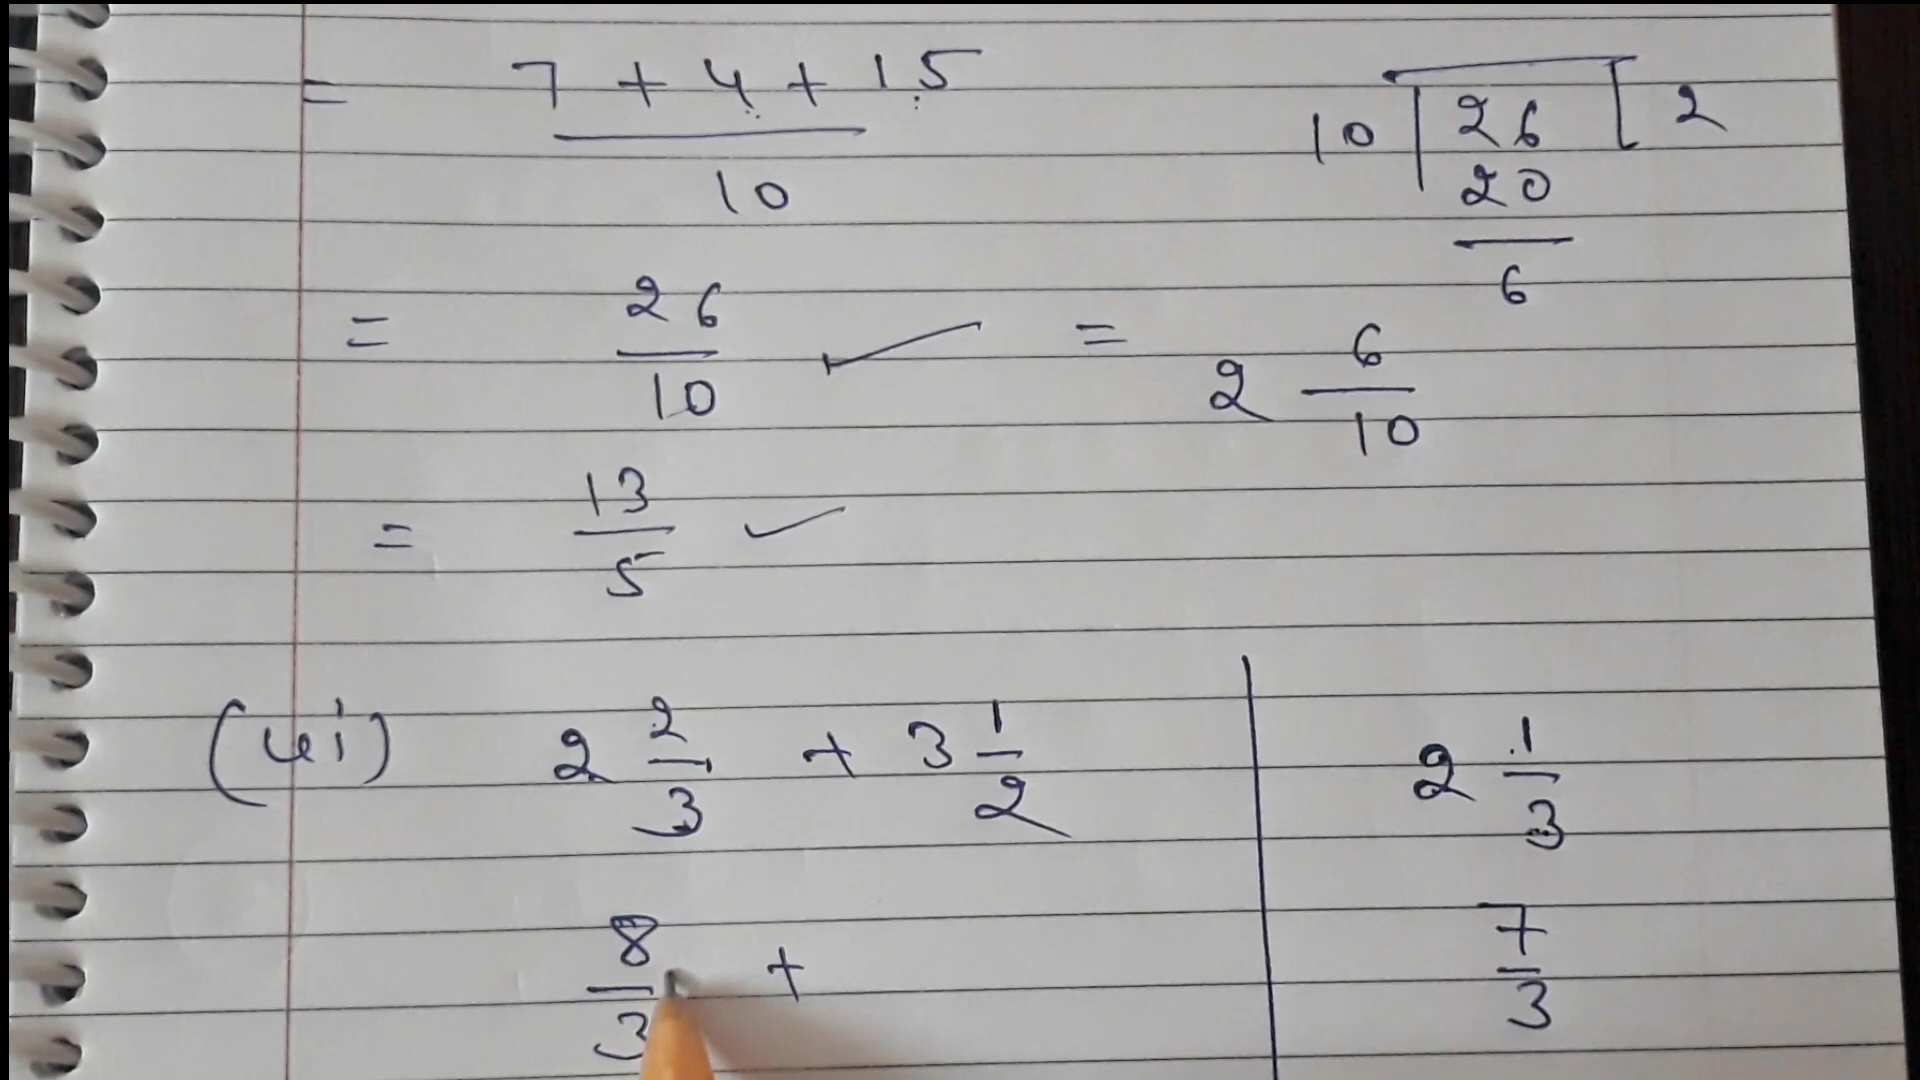 = 7 + 4 + 15 / 10
10 | 26 | 2
20
6
= 26/10 = 2 6/10
= 13/5
(vii) 2 2/3 + 3 1/2
2 1/3
8/3 +
7/3